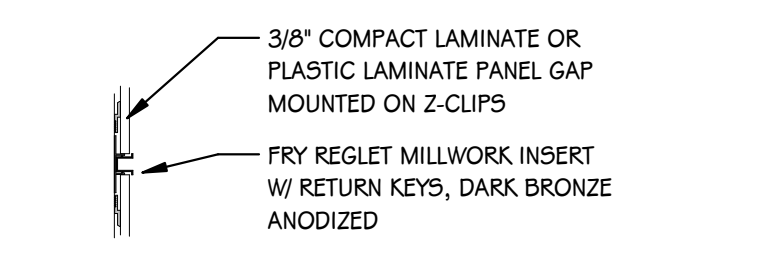 3/8" COMPACT LAMINATE OR
PLASTIC LAMINATE PANEL GAP
MOUNTED ON Z-CLIPS
FRY REGLET MILLWORK INSERT
W/ RETURN KEYS, DARK BRONZE
ANODIZED